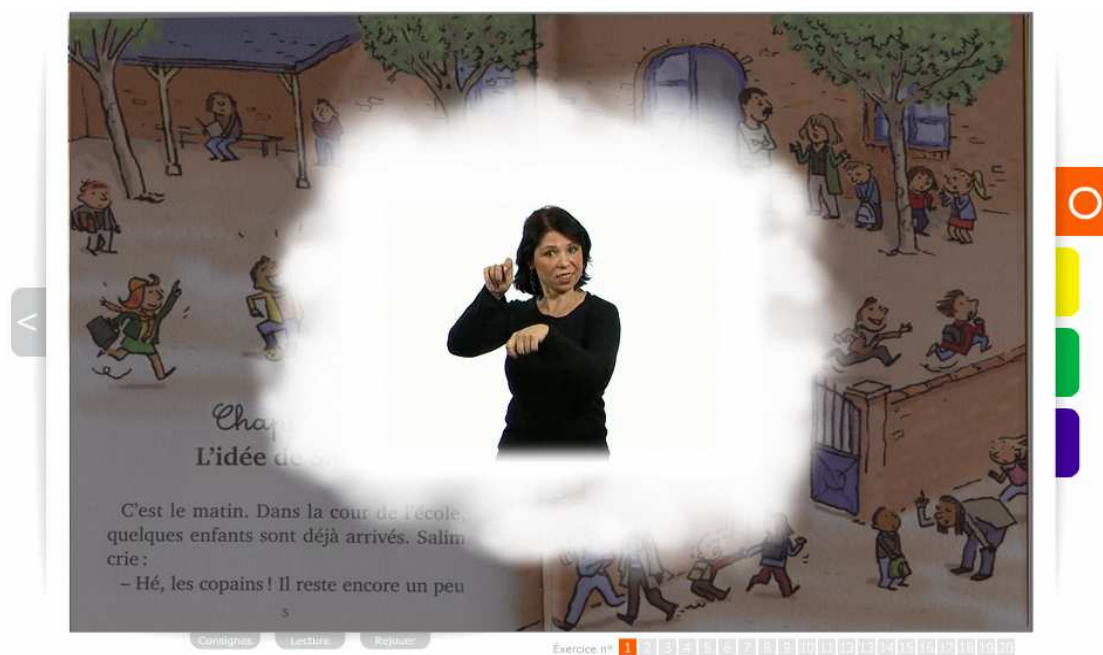 <
Chap
L'idée de
C'est le matin. Dans la cour de l'école,
quelques enfants sont déjà arrivés. Salim
crie :
– Hé, les copains ! Il reste encore un peu
5
Consignes Lecture Rejouer
Exercice n° 1 2 3 4 5 6 7 8 9 10 11 12 13 14 15 16 17 18 19 20